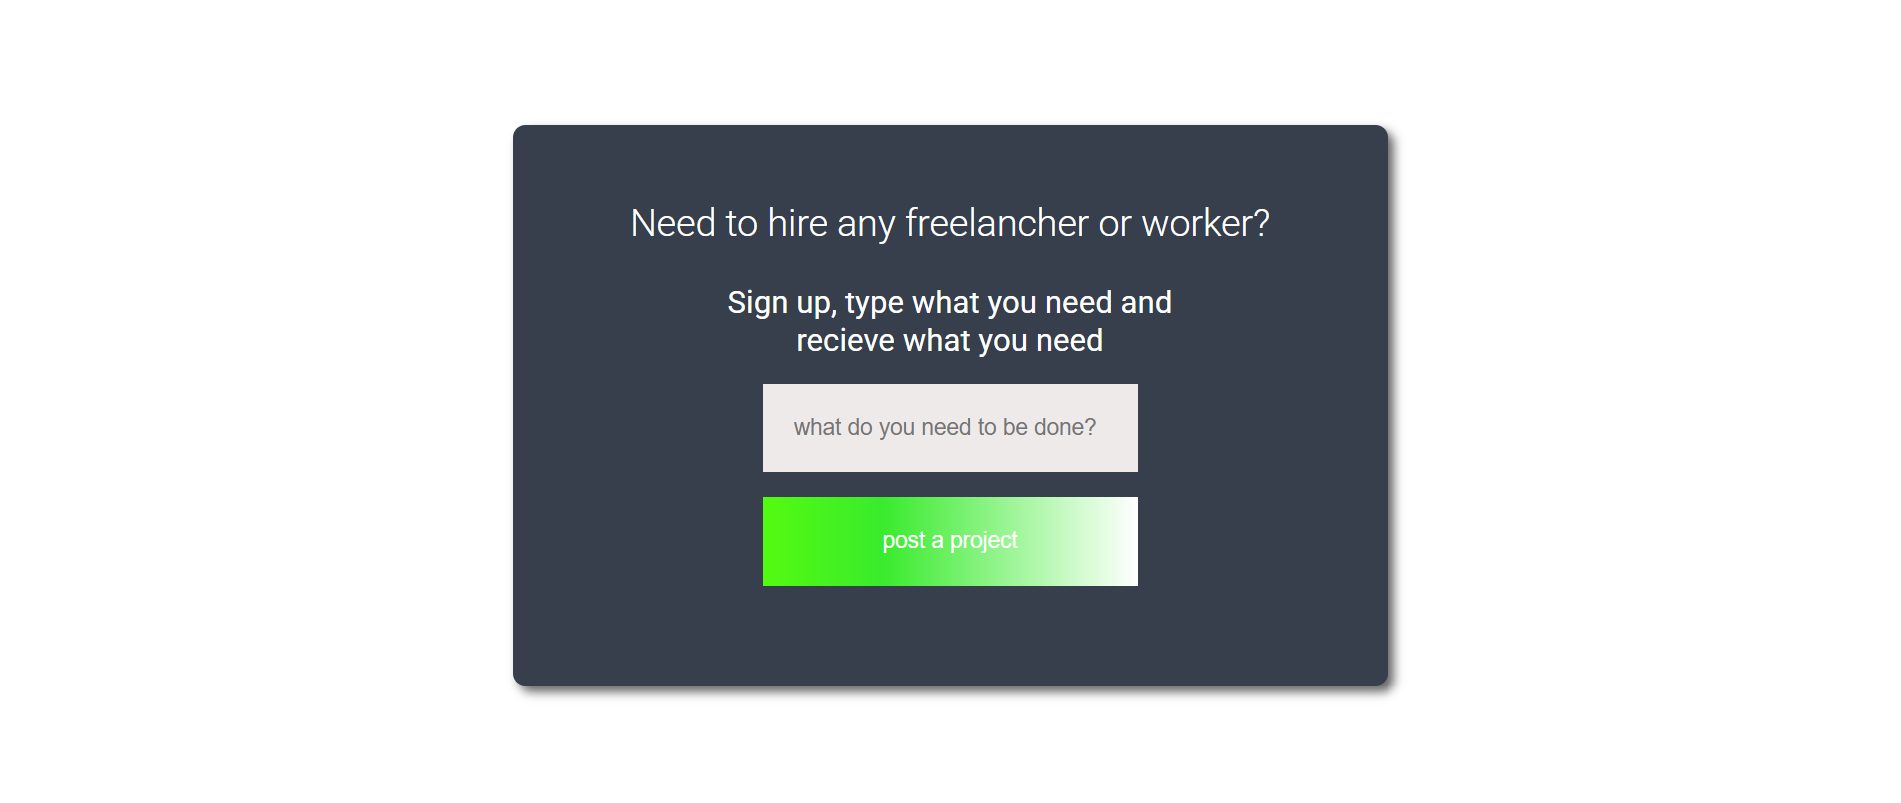 Need to hire any freelancher or worker?
Sign up, type what you need and
recieve what you need
what do you need to be done?
post a project